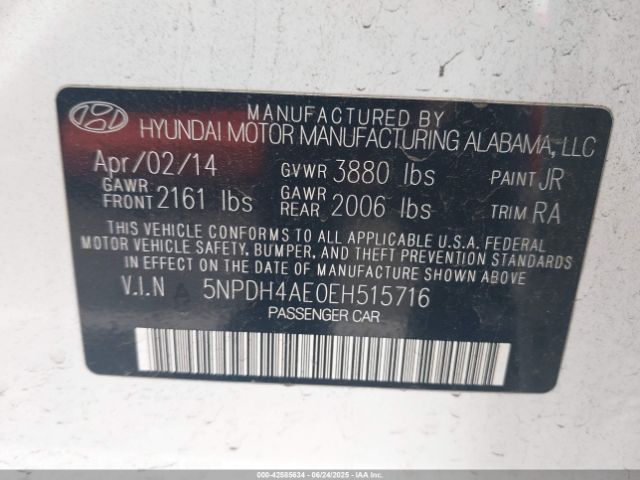 MANUFACTURED BY
HYUNDAI MOTOR MANUFACTURING ALABAMA, LLC
Apr/02/14 GVWR 3880 lbs PAINT JR
GAWR FRONT 2161 lbs GAWR REAR 2006 lbs TRIM RA
THIS VEHICLE CONFORMS TO ALL APPLICABLE U.S.A. FEDERAL
MOTOR VEHICLE SAFETY, BUMPER, AND THEFT PREVENTION
STANDARDS IN EFFECT ON THE DATE OF MANUFACTURE SHOWN ABOVE.
V.I.N A 5NPDH4AE0EH515716
PASSENGER CAR
000-42585634 - 06/24/2025 - IAAI.COM